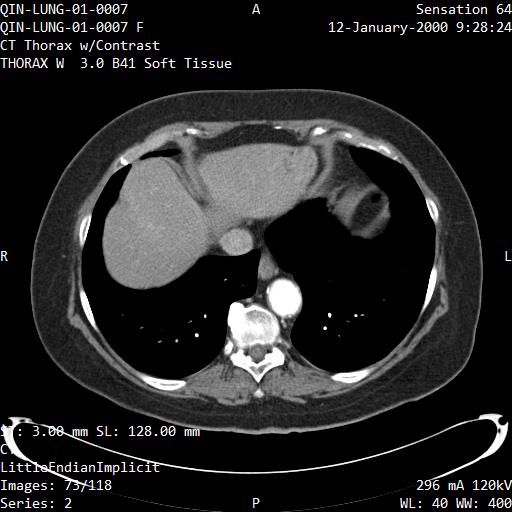 QIN-LUNG-01-0007
A
Sensation 64
QIN-LUNG-01-0007 F
12-January-2000 9:28:24
CT Thorax w/Contrast
THORAX W 3.0 B41 Soft Tissue
R
L
: 3.00 mm SL: 128.00 mm
LittleEndianImplicit
Images: 73/118
296 mA 120kV
Series: 2
P
WL: 40 WW: 400